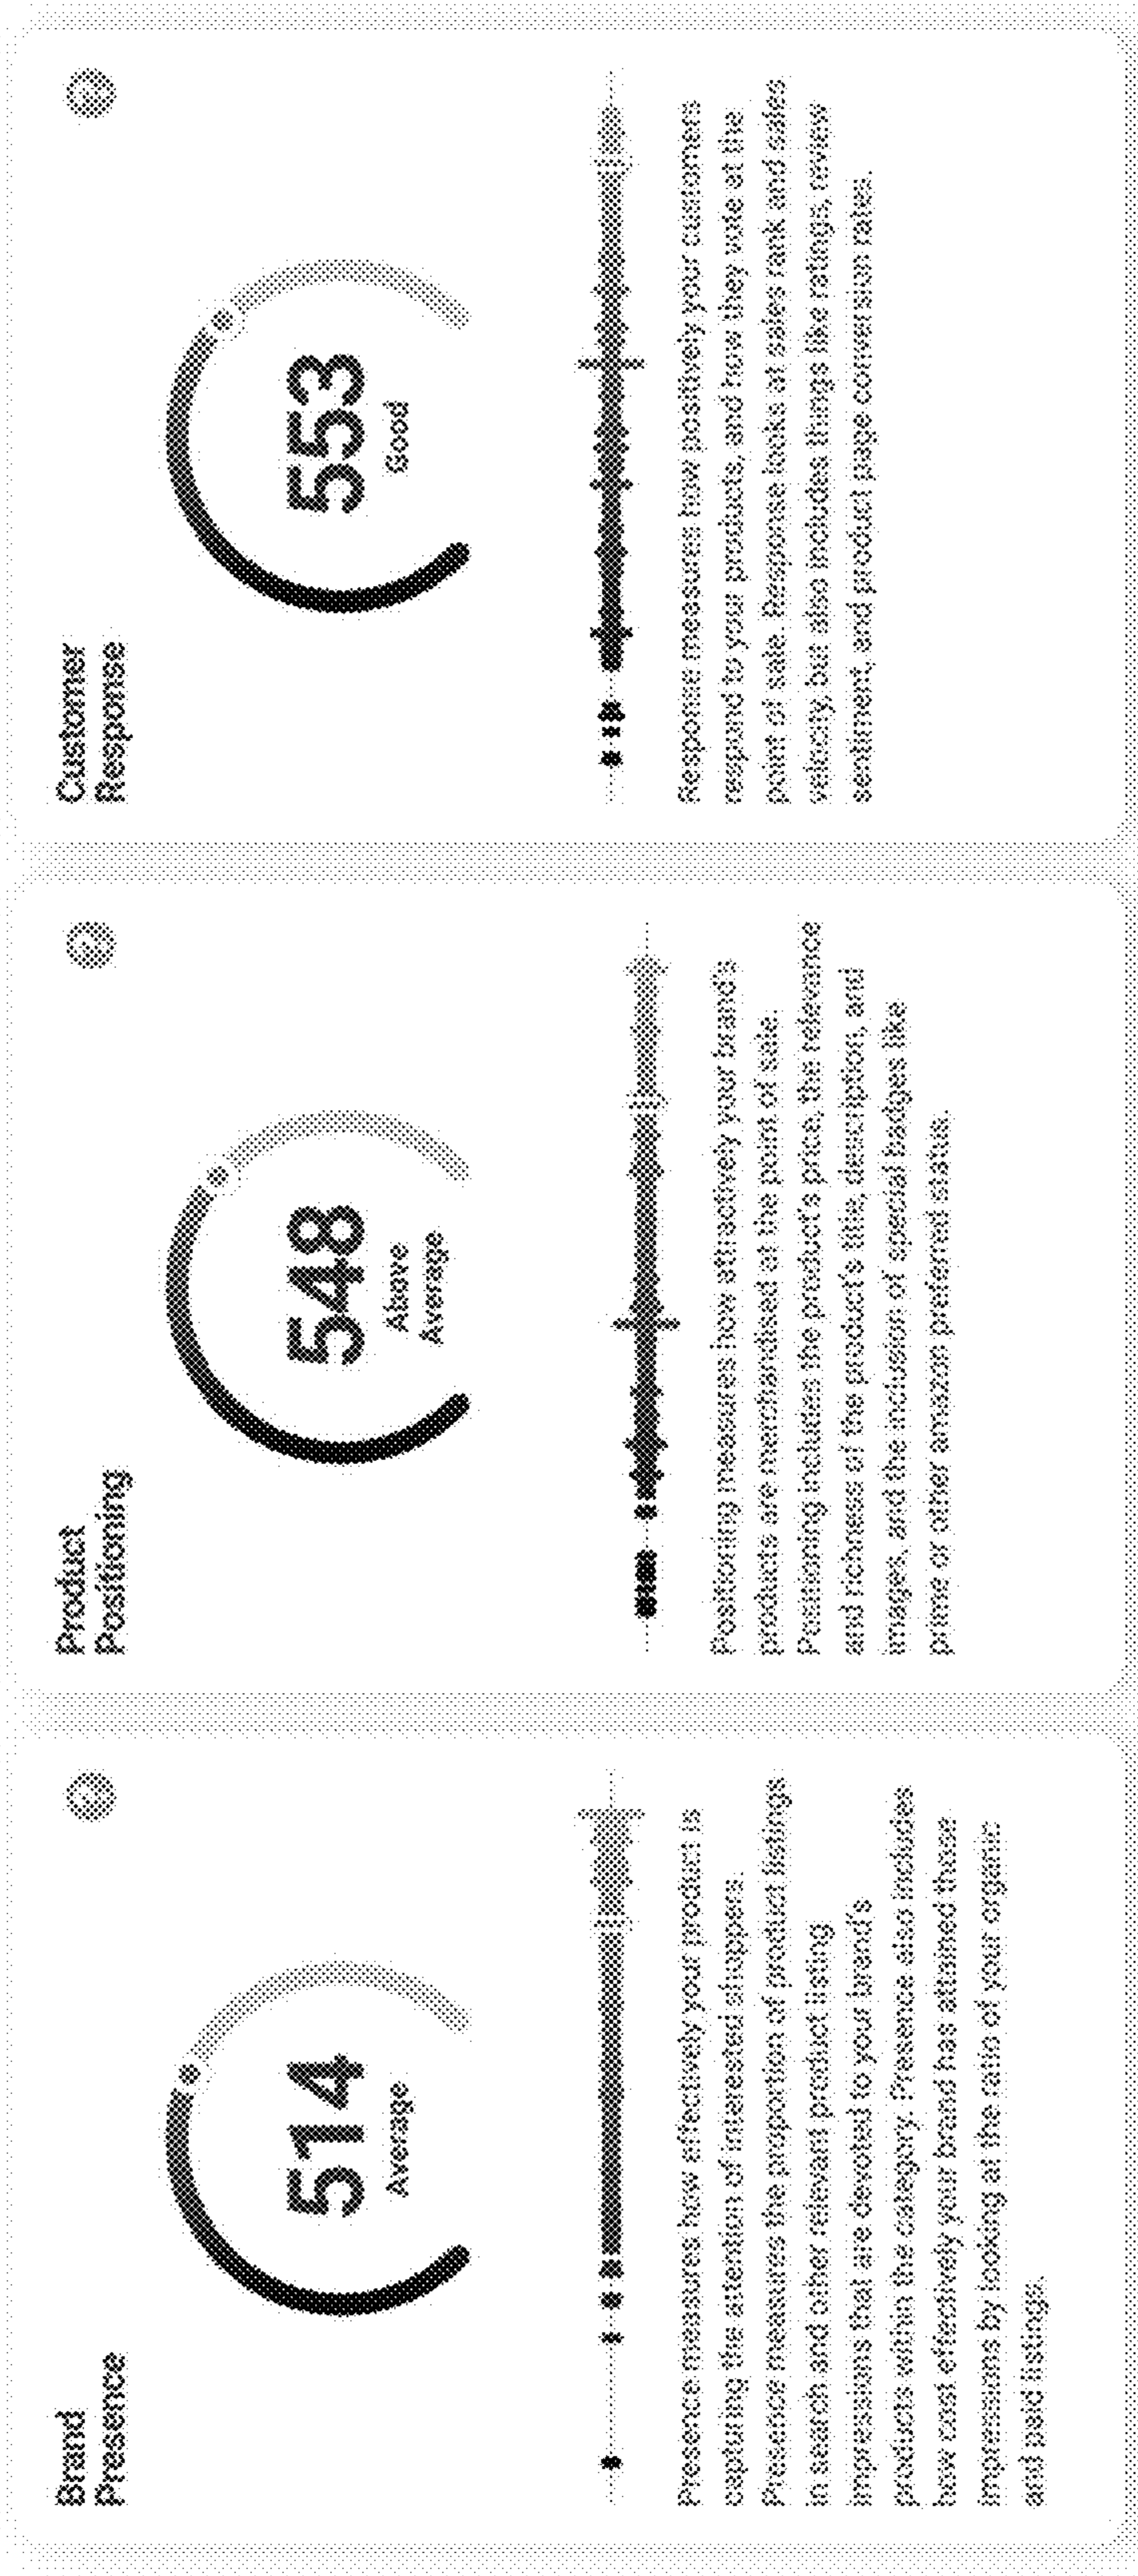 Brand
Presence
514
Average
Presence measures how effectively your product is
capturing the attention of interested shoppers.
Presence measures the proportion of product listings
in search and other relevant product listing
impressions that are devoted to your brand's
products within the category. Presence also includes
how cost effectively your brand has attained those
impressions by looking at the ratio of your organic
and paid listings.
Product
Positioning
548
Above
Average
Positioning measures how attractively your brand's
products are merchandised at the point of sale.
Positioning includes the product's price, the relevance
and richness of the product's title, description, and
images, and the inclusion of special badges like
prime or other amazon preferred status.
Customer
Response
553
Good
Response measures how positively your customers
respond to your products, and how they vote at the
point of sale. Response looks at sales rank and sales
velocity, but also includes things like ratings, review
sentiment, and product page conversion rates.